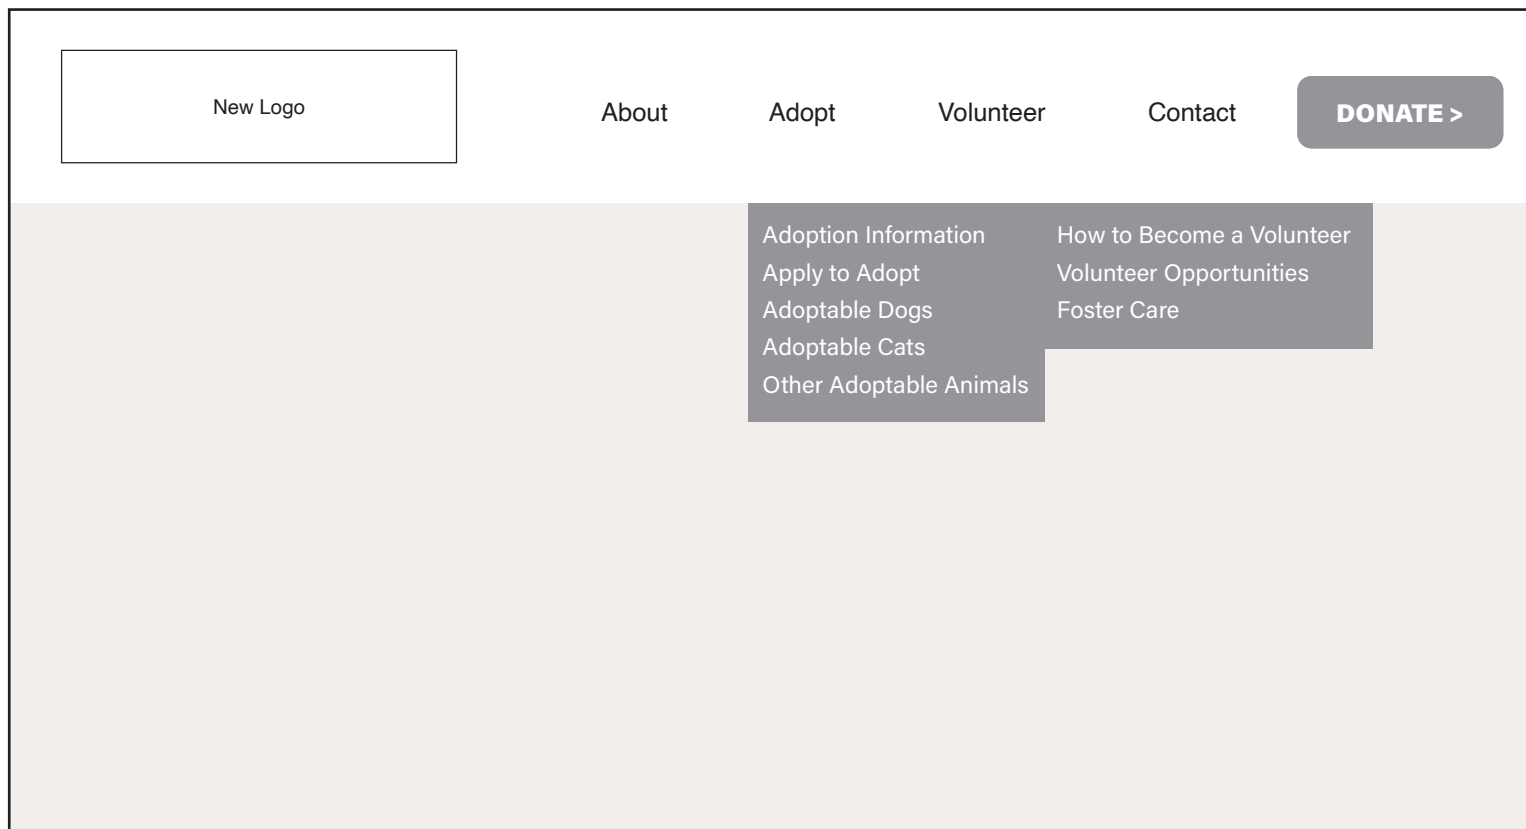 New Logo
About
Adopt
Volunteer
Contact
DONATE >
Adoption Information
Apply to Adopt
Adoptable Dogs
Adoptable Cats
Other Adoptable Animals
How to Become a Volunteer
Volunteer Opportunities
Foster Care